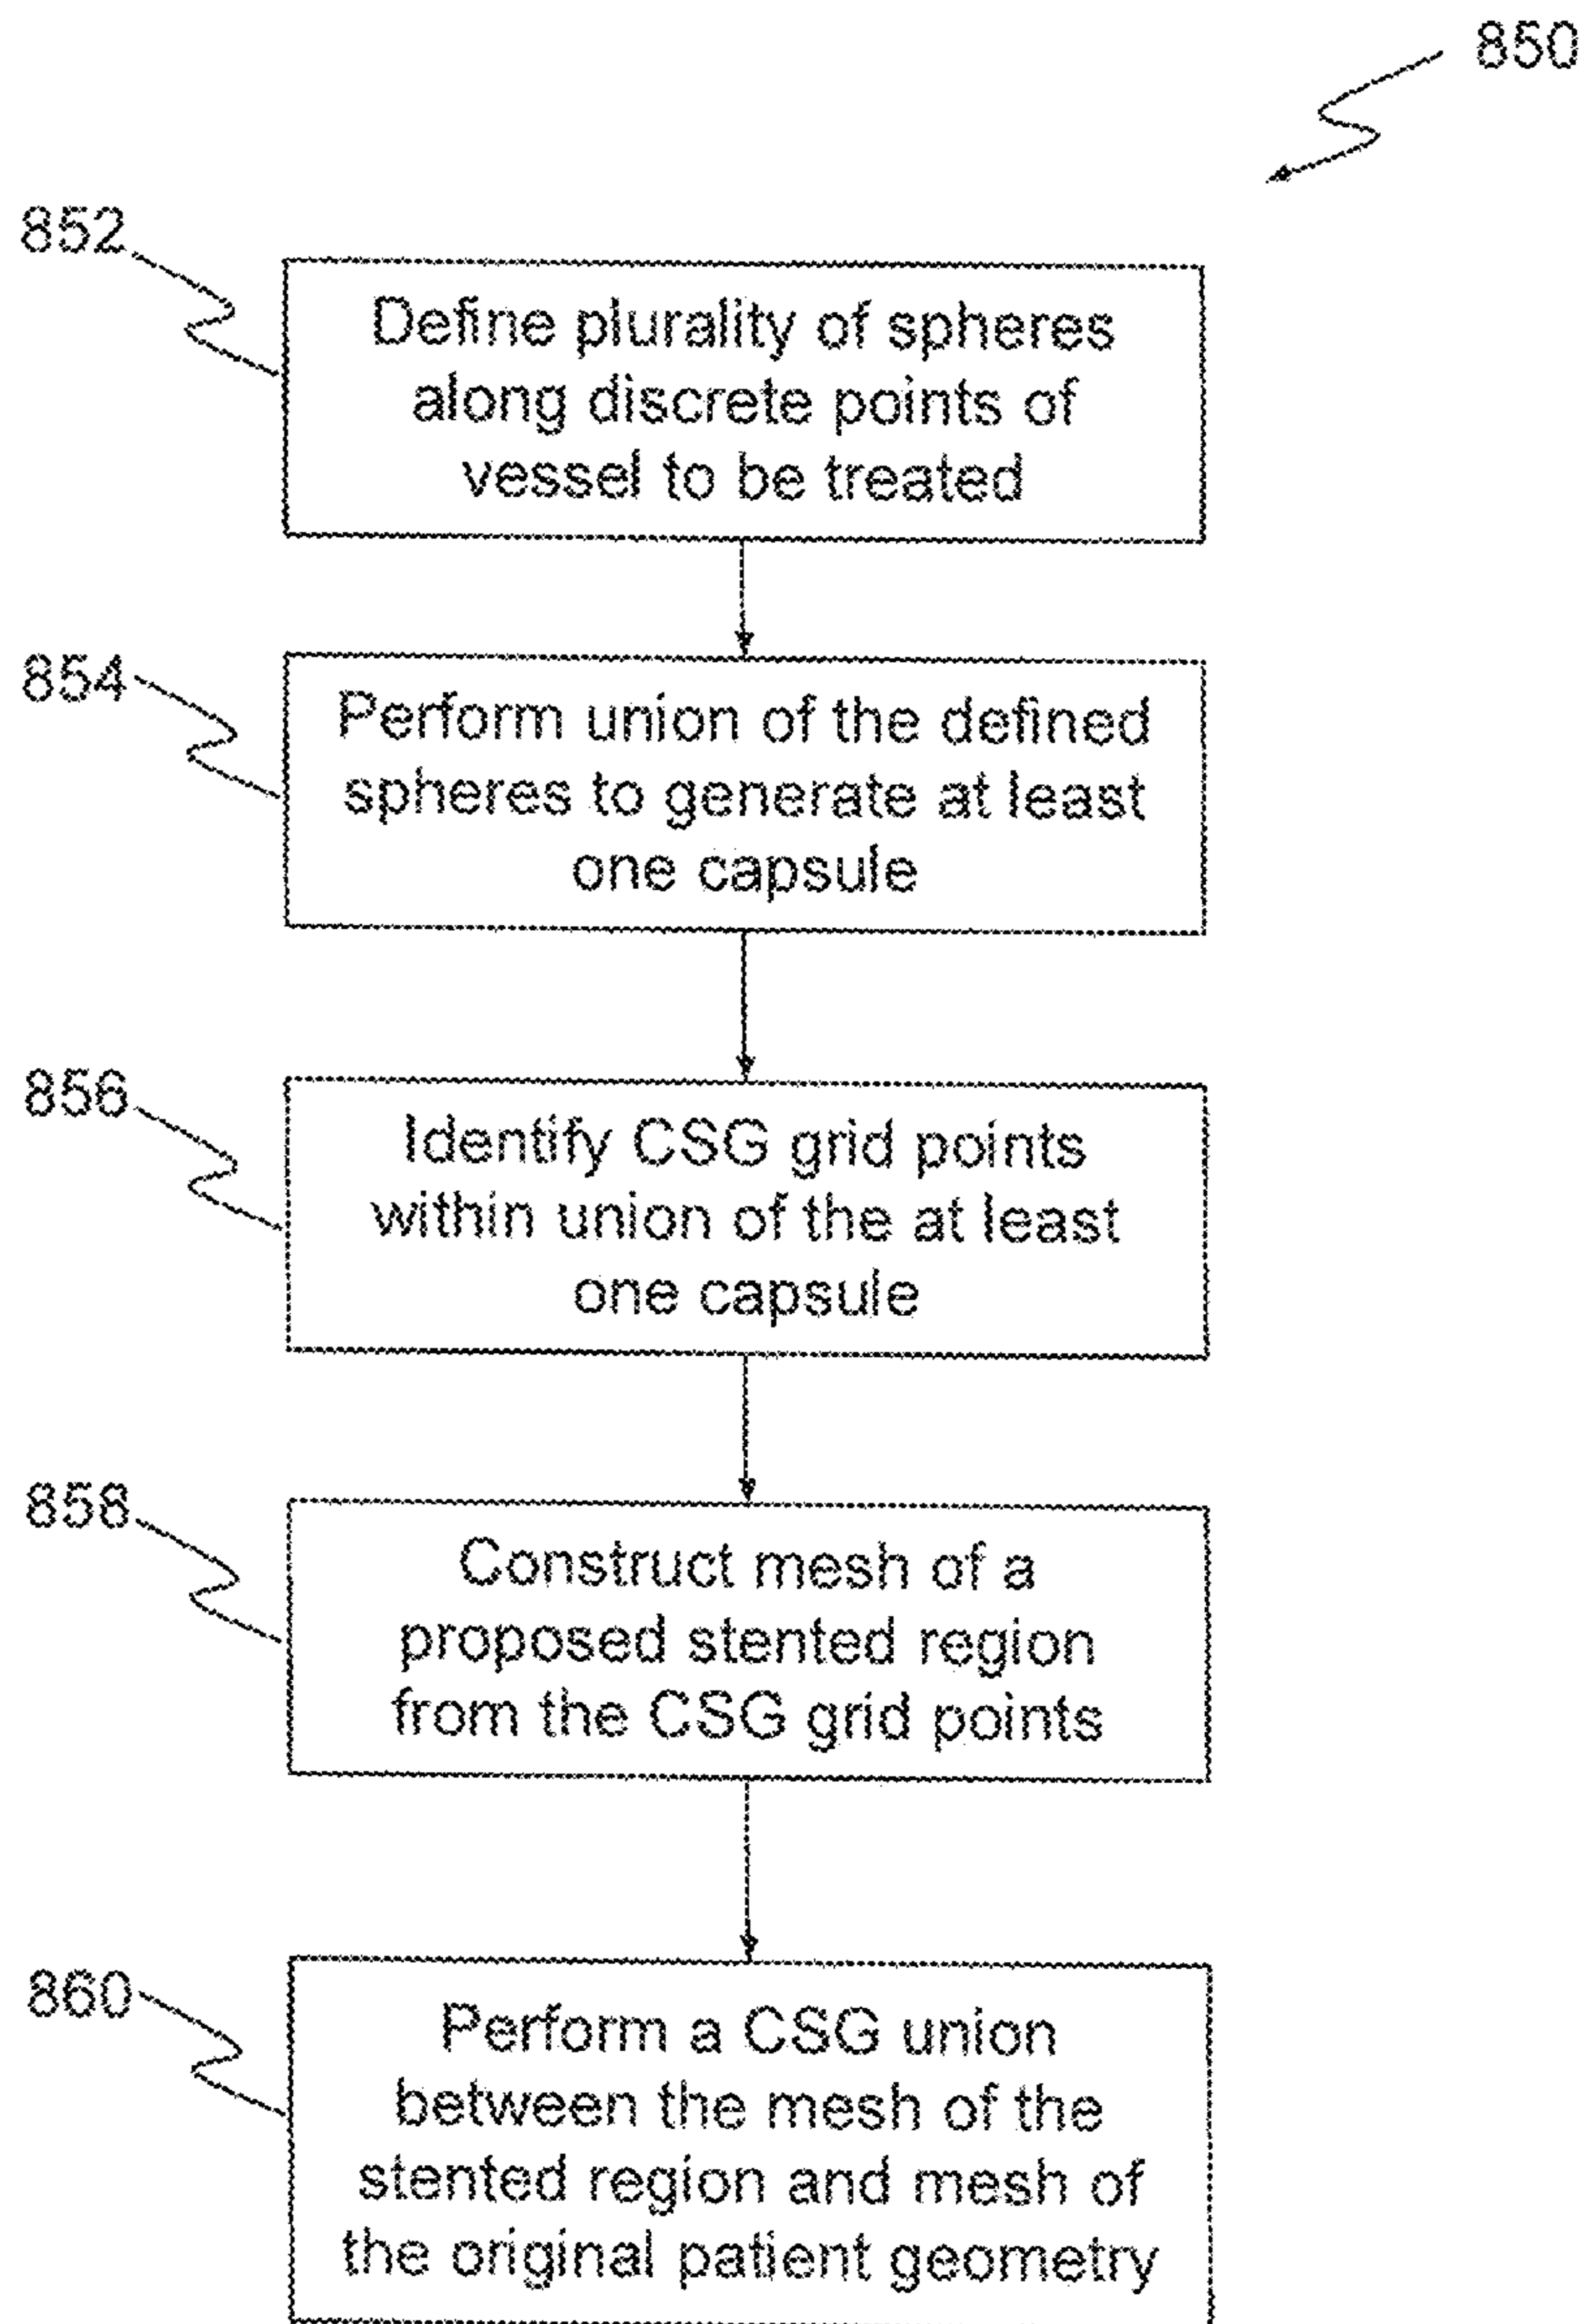 850
852
Define plurality of spheres
along discrete points of
vessel to be treated
854
Perform union of the defined
spheres to generate at least
one capsule
856
Identify CSG grid points
within union of the at least
one capsule
858
Construct mesh of a
proposed stented region
from the CSG grid points
860
Perform a CSG union
between the mesh of the
stented region and mesh of
the original patient geometry